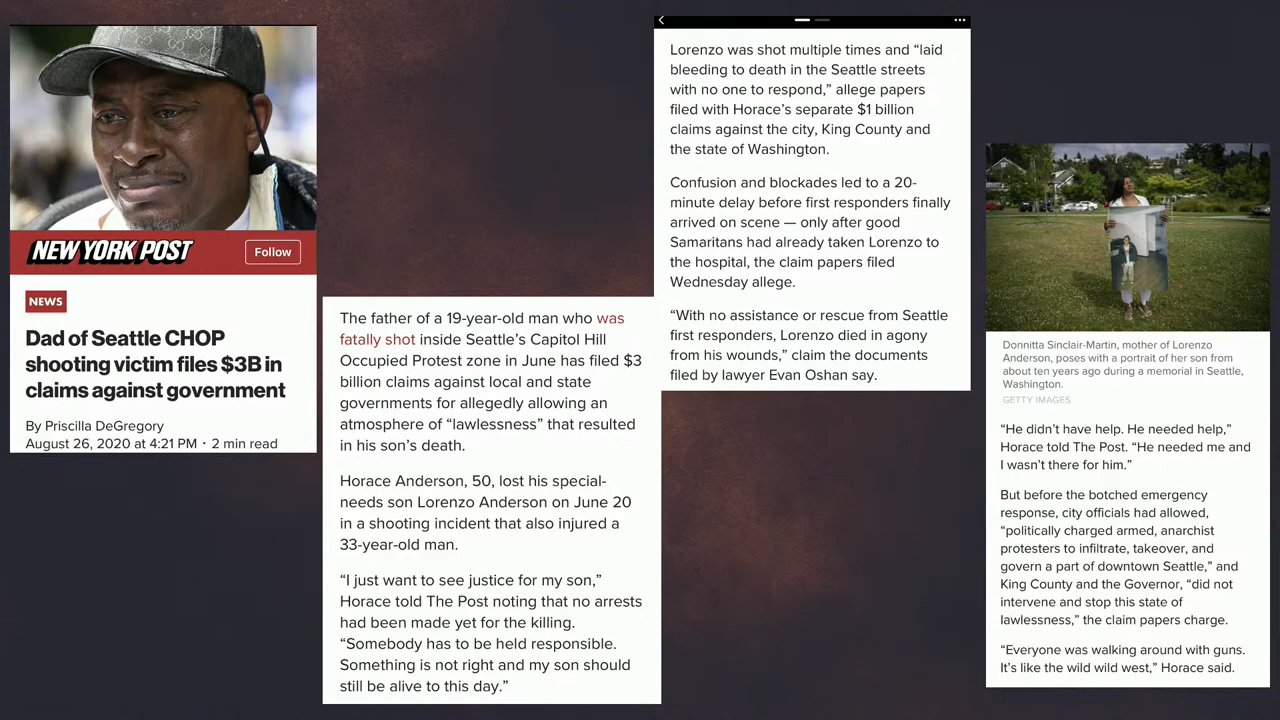 NEW YORK POST
Follow
NEWS
Dad of Seattle CHOP
shooting victim files $3B in
claims against government
By Priscilla DeGregory
August 26, 2020 at 4:21 PM · 2 min read
The father of a 19-year-old man who was
fatally shot inside Seattle’s Capitol Hill
Occupied Protest zone in June has filed $3
billion claims against local and state
governments for allegedly allowing an
atmosphere of “lawlessness” that resulted
in his son’s death.
Horace Anderson, 50, lost his special-
needs son Lorenzo Anderson on June 20
in a shooting incident that also injured a
33-year-old man.
“I just want to see justice for my son,”
Horace told The Post noting that no arrests
had been made yet for the killing.
“Somebody has to be held responsible.
Something is not right and my son should
still be alive to this day.”
Lorenzo was shot multiple times and “laid
bleeding to death in the Seattle streets
with no one to respond,” allege papers
filed with Horace’s separate $1 billion
claims against the city, King County and
the state of Washington.
Confusion and blockades led to a 20-
minute delay before first responders finally
arrived on scene — only after good
Samaritans had already taken Lorenzo to
the hospital, the claim papers filed
Wednesday allege.
“With no assistance or rescue from Seattle
first responders, Lorenzo died in agony
from his wounds,” claim the documents
filed by lawyer Evan Oshan say.
Donnitta Sinclair-Martin, mother of Lorenzo
Anderson, poses with a portrait of her son from
about ten years ago during a memorial in Seattle,
Washington.
GETTY IMAGES
“He didn’t have help. He needed help,”
Horace told The Post. “He needed me and
I wasn’t there for him.”
But before the botched emergency
response, city officials had allowed,
“politically charged armed, anarchist
protesters to infiltrate, takeover, and
govern a part of downtown Seattle,” and
King County and the Governor, “did not
intervene and stop this state of
lawlessness,” the claim papers charge.
“Everyone was walking around with guns.
It’s like the wild wild west,” Horace said.